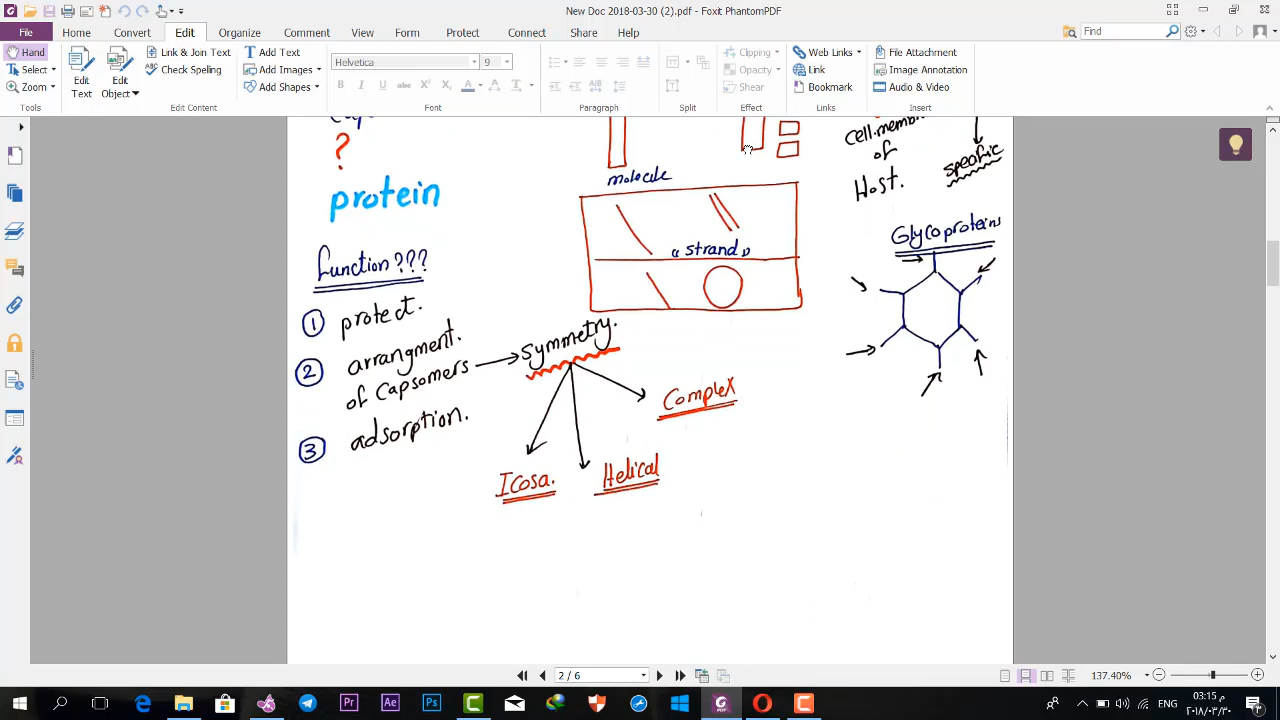 New Doc 2018-03-30 (2).pdf - Foxit PhantomPDF
File Home Convert Edit Organize Comment View Form Protect Connect Share Help Find
Hand
Select
Zoom
Tools
Edit Text
Edit Object
Link & Join Text
Check Spelling
Add Text
Add Images
Add Shapes
Edit Content
Helvetica 9
Font
Paragraph
Split
Clipping
Opacity
Shear
Effect
Web Links
Link
Bookmark
Links
File Attachment
Image Annotation
Audio & Video
Insert
?
protein
molecule
« strand »
of
Host.
specific
Glycoproteins
Function ???
1 protect.
2 arrangment.
of Capsomers
Symmetry.
3 adsorption.
Complex
Icosa.
Helical
2 / 6
137.40%
ENG
03:15 م
٢٠١٨/٠٣/٣٠